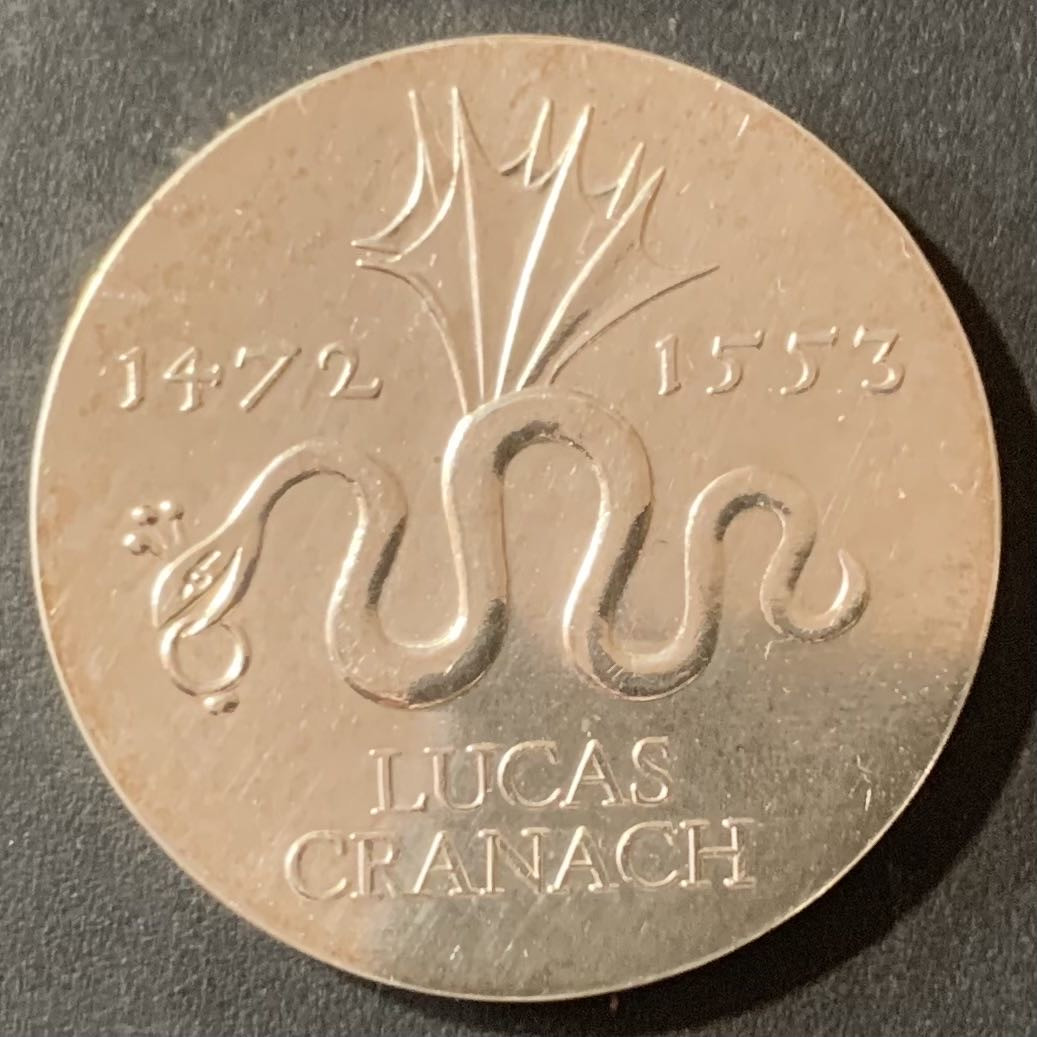 1472 1553
LUCAS
CRANACH